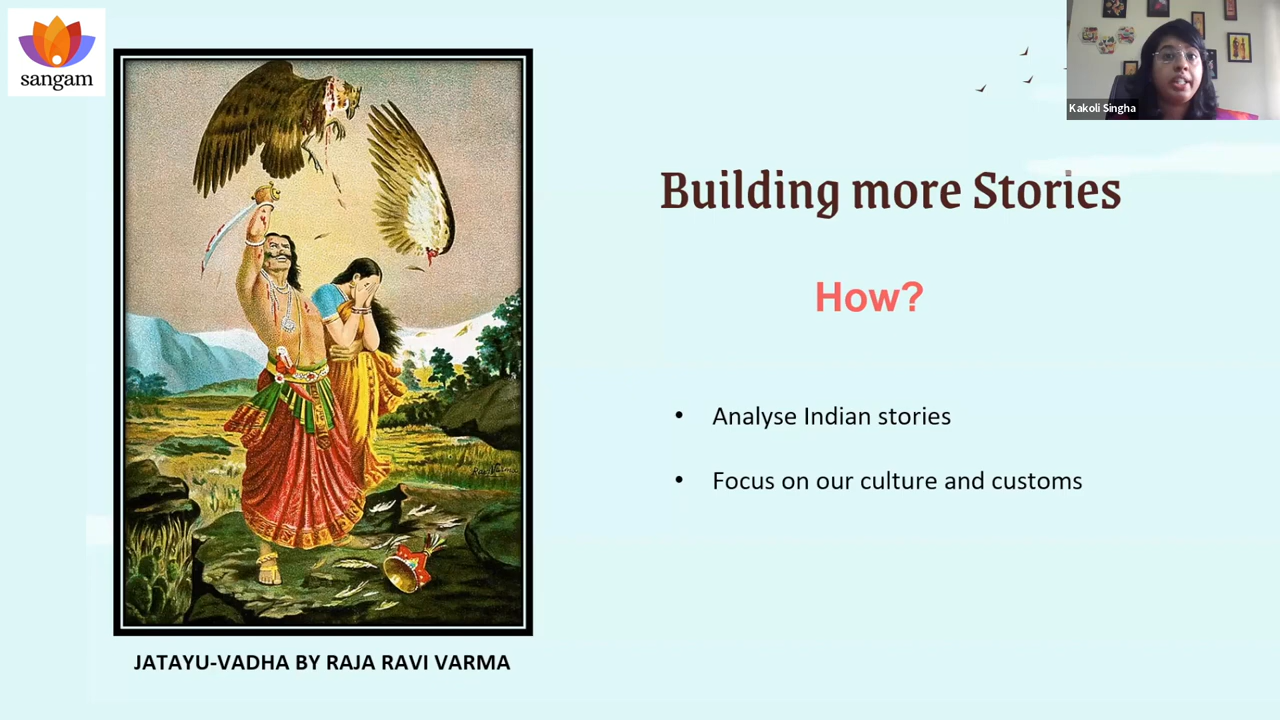 sangam
Kakoli Singha
Building more Stories
How?
• Analyse Indian stories
• Focus on our culture and customs
JATAYU-VADHA BY RAJA RAVI VARMA